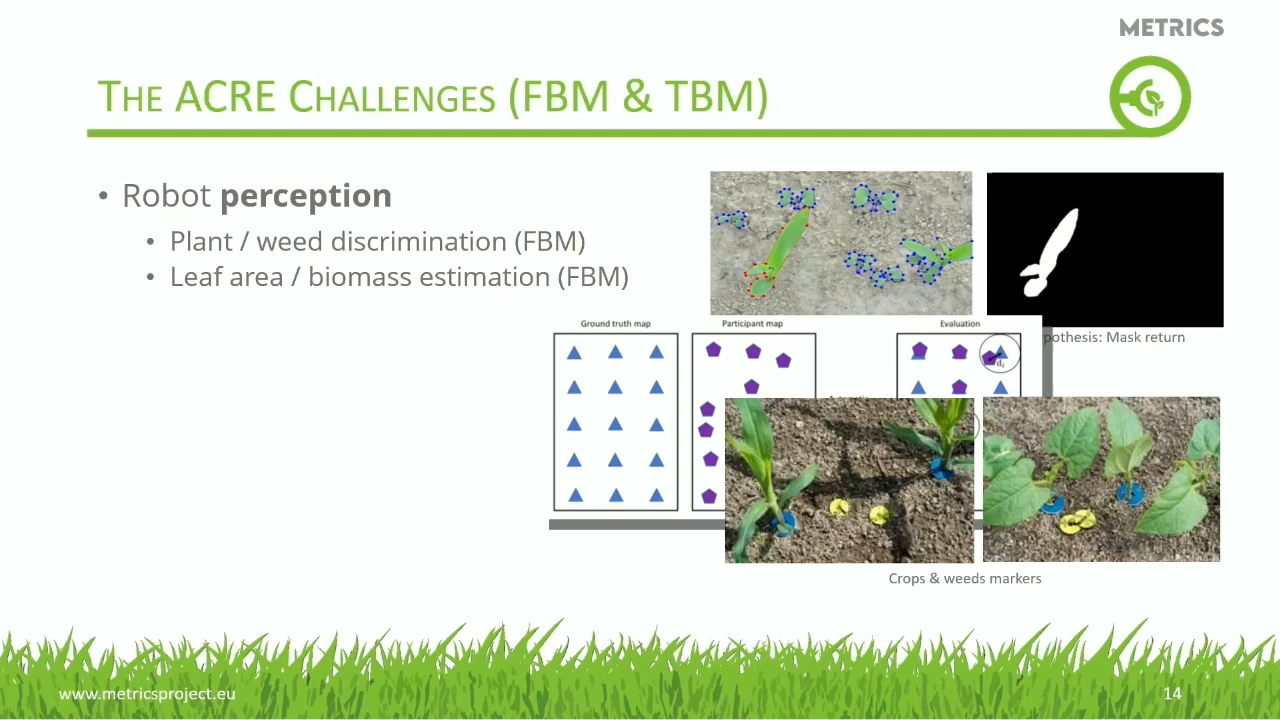 METRICS
THE ACRE CHALLENGES (FBM & TBM)
• Robot perception
• Plant / weed discrimination (FBM)
• Leaf area / biomass estimation (FBM)
Ground truth map
Participant map
Evaluation
pothesis: Mask return
Crops & weeds markers
www.metricsproject.eu
14